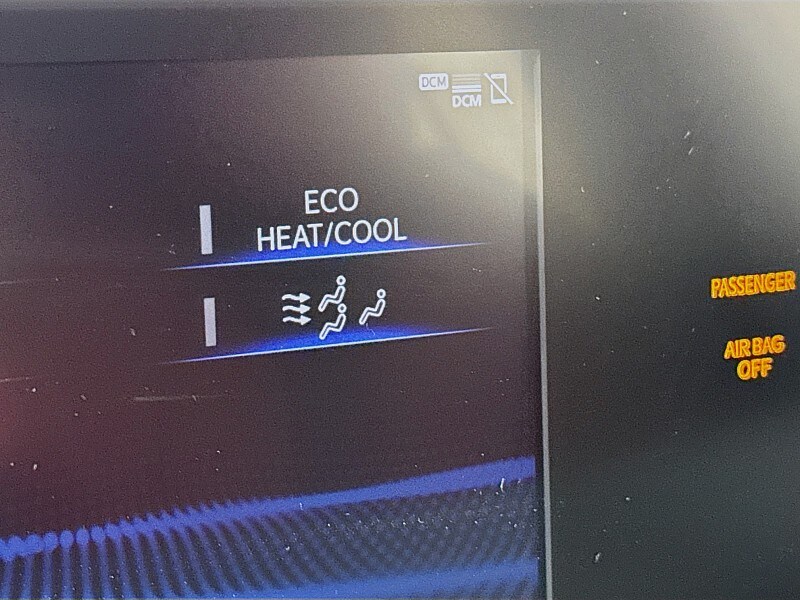 DCM
DCM
ECO
HEAT/COOL
PASSENGER
AIR BAG
OFF